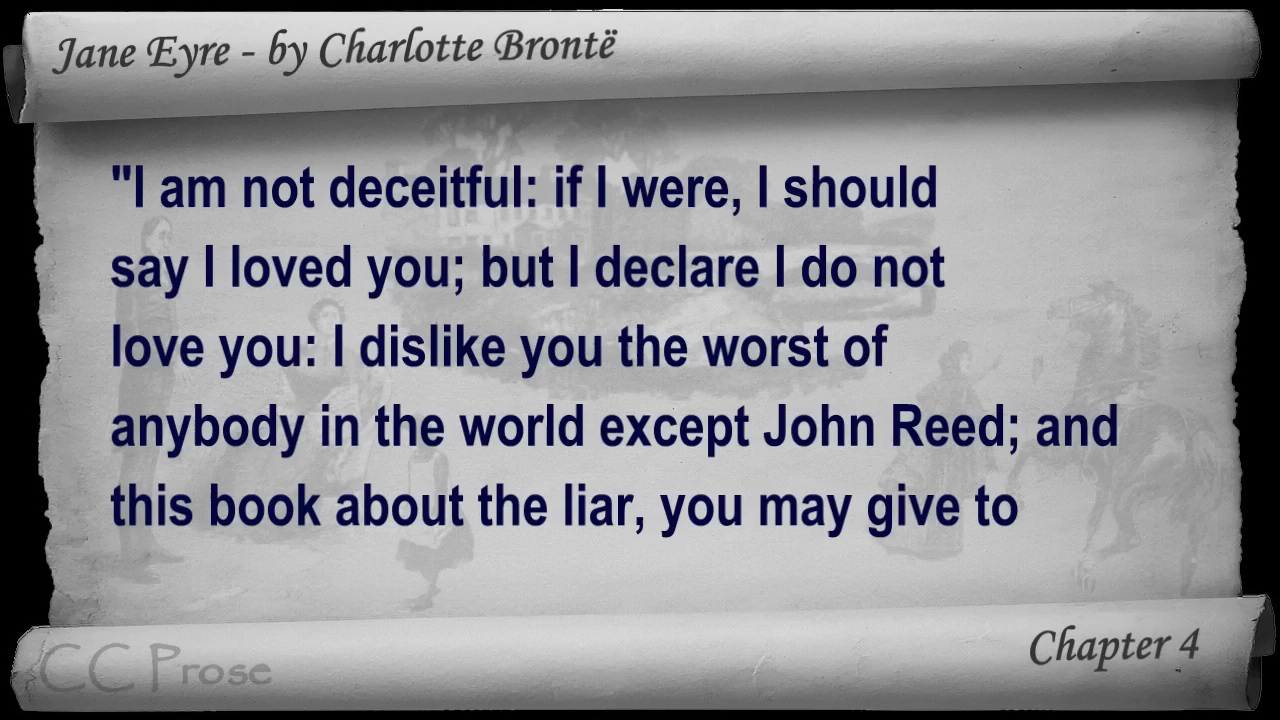 Jane Eyre - by Charlotte Brontë
"I am not deceitful: if I were, I should
say I loved you; but I declare I do not
love you: I dislike you the worst of
anybody in the world except John Reed; and
this book about the liar, you may give to
Chapter 4
CC Prose